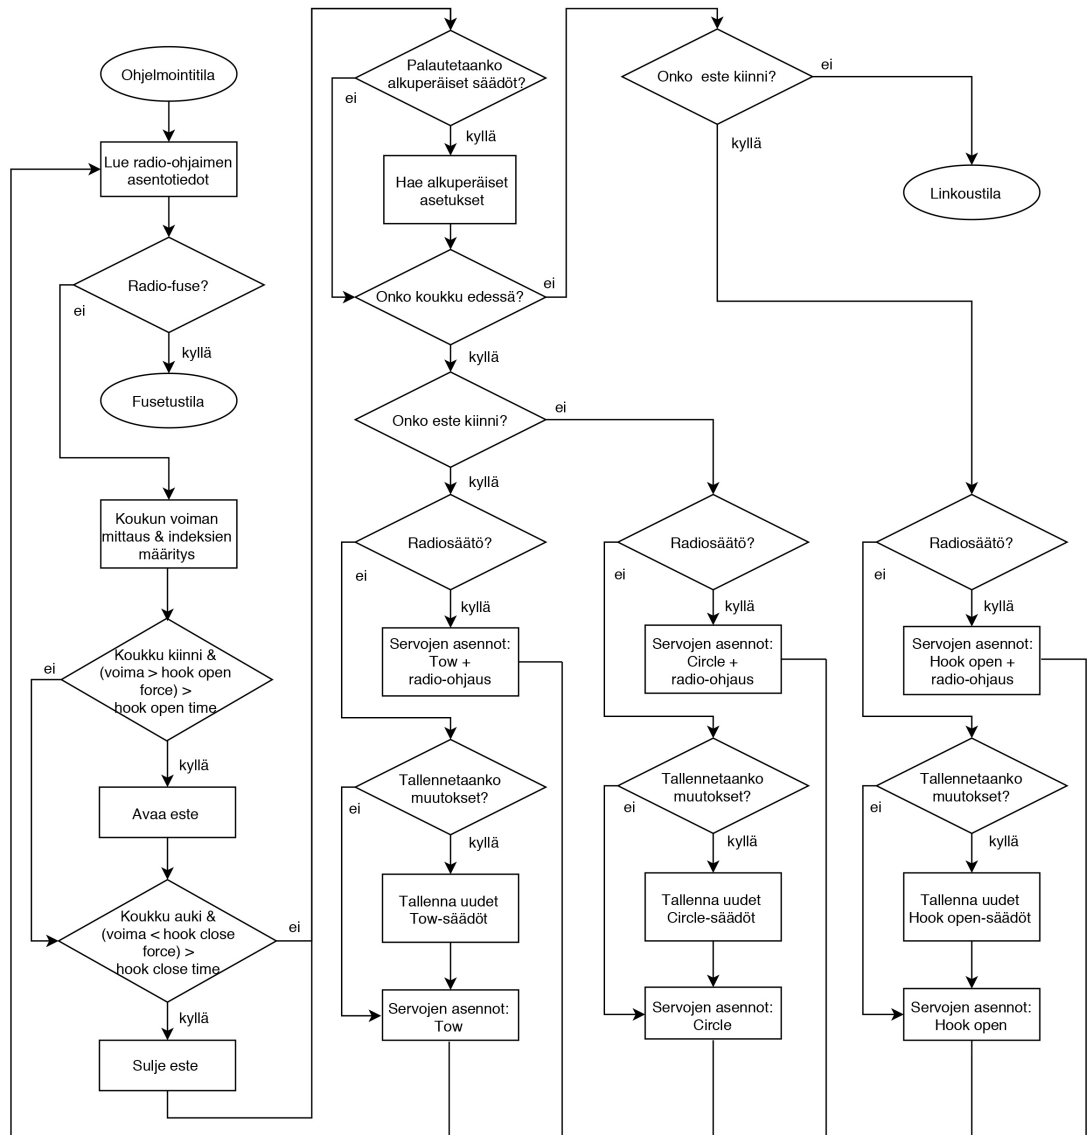 Ohjelmointitila
Lue radio-ohjaimen
asentotiedot
Radio-fuse?
ei
kyllä
Fusetustila
Koukun voiman
mittaus & indeksien
määritys
Koukku kiinni &
(voima > hook open
force) >
hook open time
ei
kyllä
Avaa este
Koukku auki &
(voima < hook close
force) >
hook close time
ei
kyllä
Sulje este
Palautetaanko
alkuperäiset säädöt?
ei
kyllä
Hae alkuperäiset
asetukset
Onko koukku edessä?
ei
kyllä
Onko este kiinni?
ei
kyllä
Radiosäätö?
ei
kyllä
Servojen asennot:
Tow +
radio-ohjaus
Tallennetaanko
muutokset?
ei
kyllä
Tallenna uudet
Tow-säädöt
Servojen asennot:
Tow
Radiosäätö?
ei
kyllä
Servojen asennot:
Circle +
radio-ohjaus
Tallennetaanko
muutokset?
ei
kyllä
Tallenna uudet
Circle-säädöt
Servojen asennot:
Circle
Onko  este kiinni?
ei
kyllä
Linkoustila
Radiosäätö?
ei
kyllä
Servojen asennot:
Hook open +
radio-ohjaus
Tallennetaanko
muutokset?
ei
kyllä
Tallenna uudet
Hook open-säädöt
Servojen asennot:
Hook open